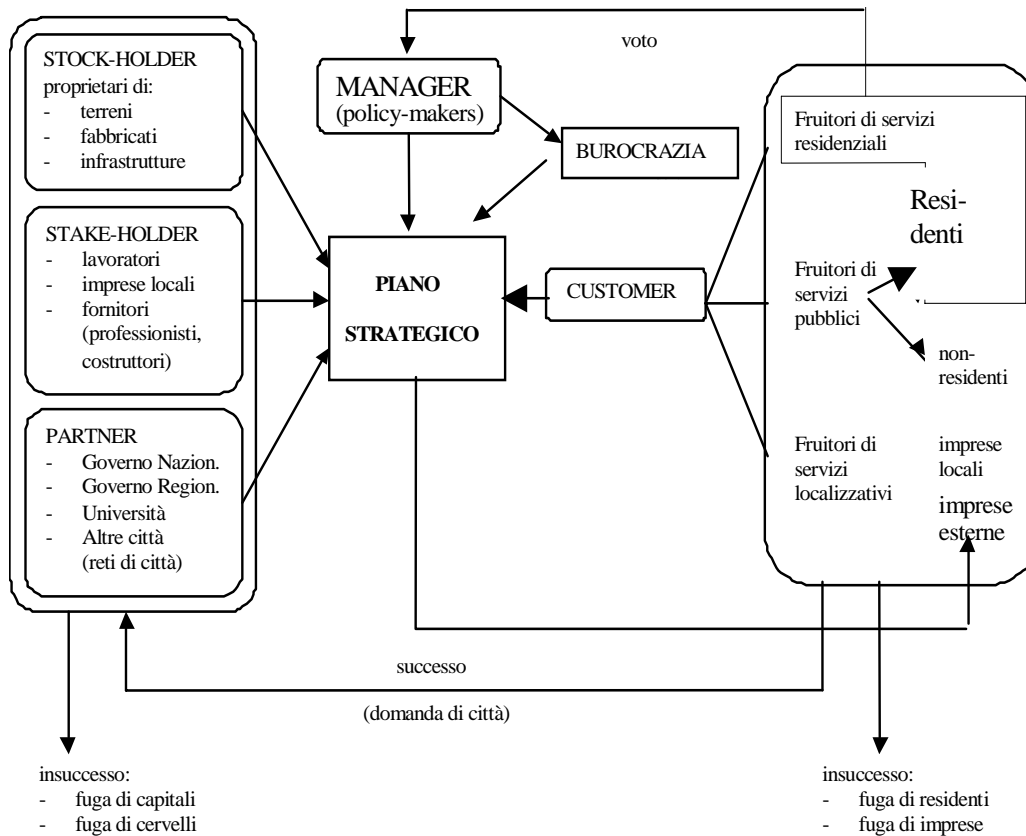 STOCK-HOLDER
proprietari di:
- terreni
- fabbricati
- infrastrutture
STAKE-HOLDER
- lavoratori
- imprese locali
- fornitori
(professionisti,
costruttori)
PARTNER
- Governo Nazion.
- Governo Region.
- Università
- Altre città
(reti di città)
voto
MANAGER
(policy-makers)
BUROCRAZIA
PIANO
STRATEGICO
CUSTOMER
Fruitori di servizi
residenziali
Resi-
denti
Fruitori di
servizi
pubblici
non-
residenti
Fruitori di
servizi
localizzativi
imprese
locali
imprese
esterne
successo
(domanda di città)
insuccesso:
- fuga di capitali
- fuga di cervelli
insuccesso:
- fuga di residenti
- fuga di imprese